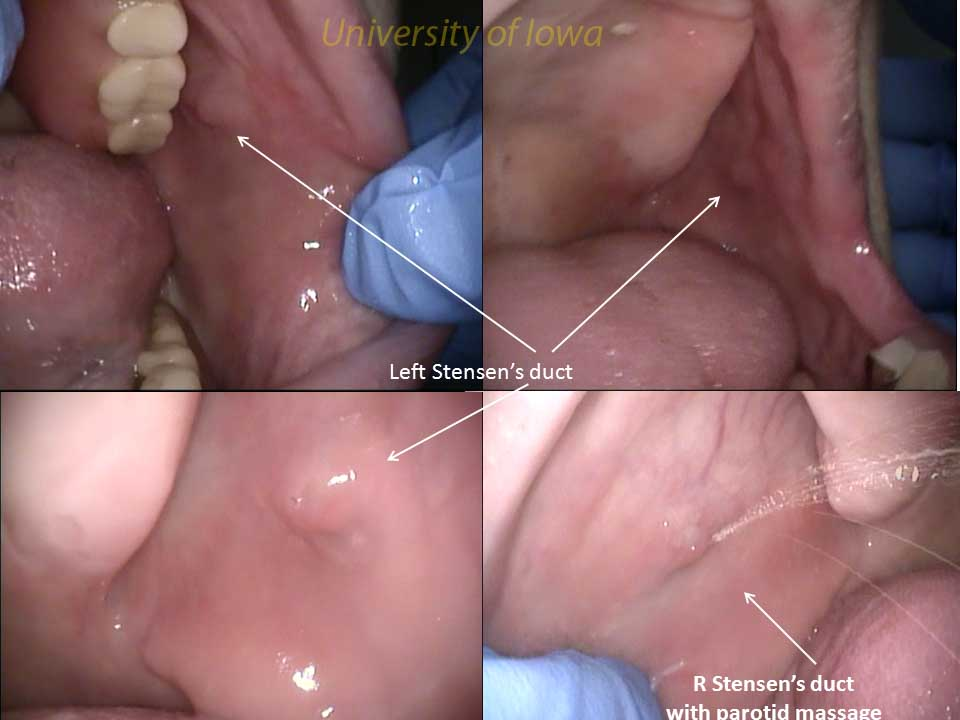 University of Iowa
Left Stensen’s duct
R Stensen’s duct
with parotid massage